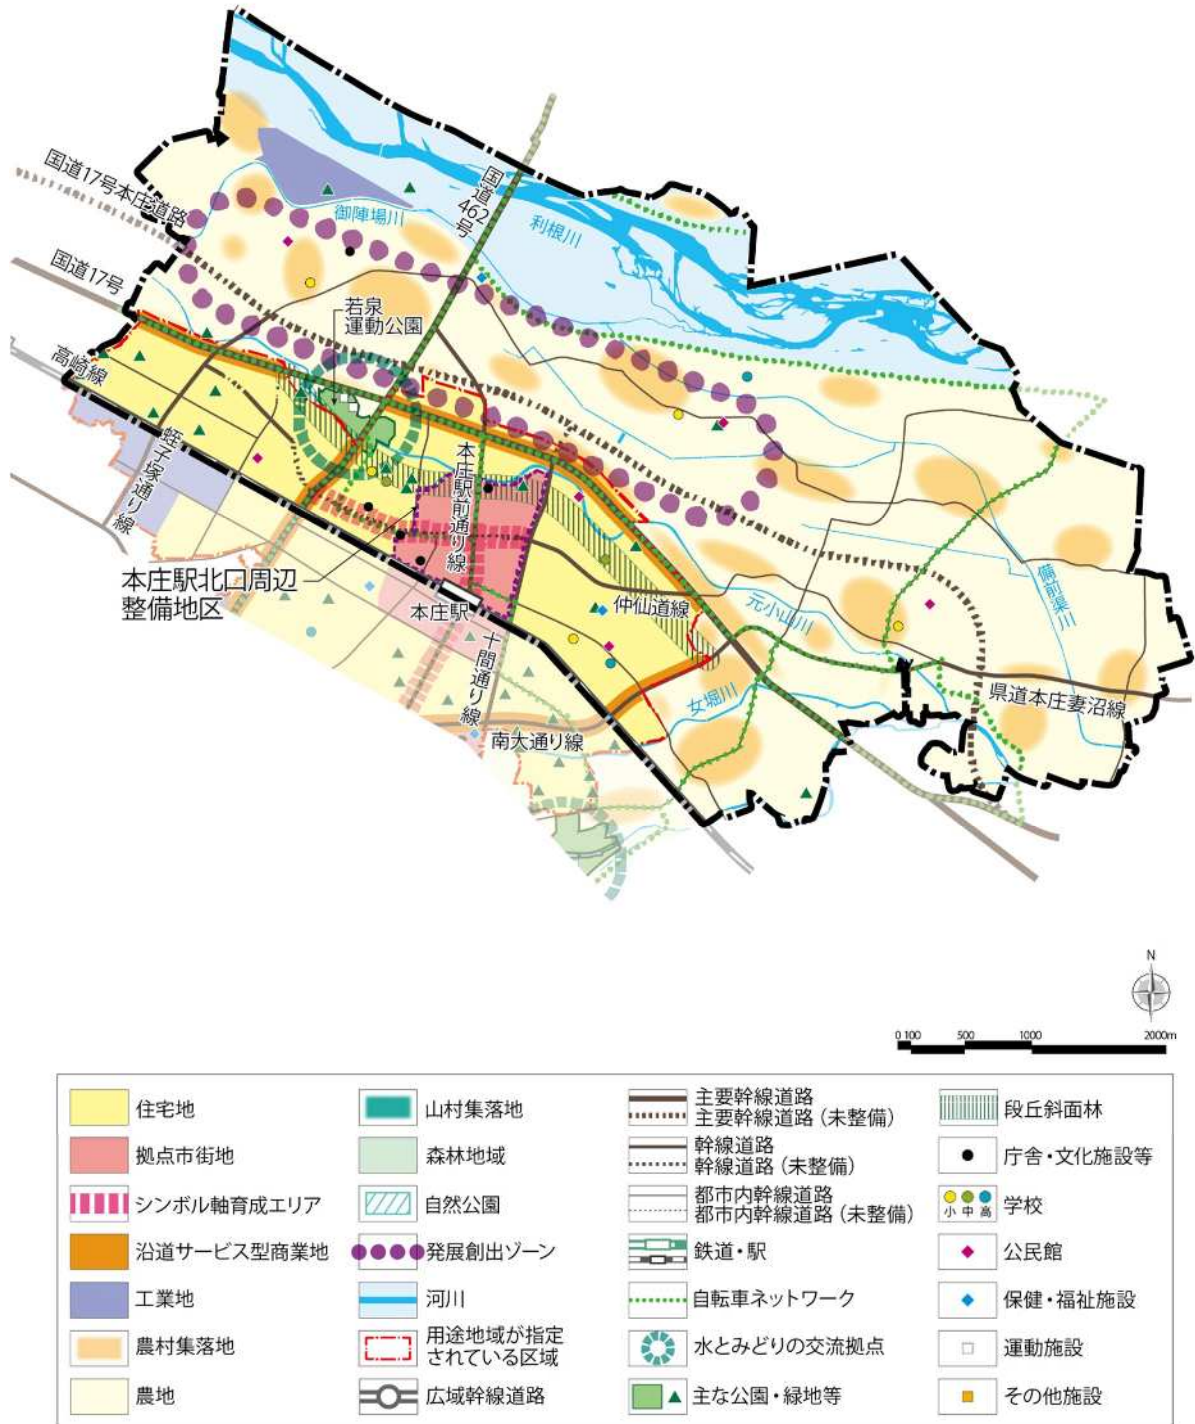 国道17号本庄道路
国道17号
高崎線
国道
462
号
御陣場川
利根川
若泉
運動公園
蛭子塚通り線
本庄駅前通り線
本庄駅北口周辺
整備地区
本庄駅
仲仙道線
元小山川
備前渠川
十間通り線
女堀川
県道本庄妻沼線
南大通り線
N
0 100 500 1000 2000m
住宅地
拠点市街地
シンボル軸育成エリア
沿道サービス型商業地
工業地
農村集落地
農地
山村集落地
森林地域
自然公園
発展創出ゾーン
河川
用途地域が指定
されている区域
広域幹線道路
主要幹線道路
主要幹線道路(未整備)
幹線道路
幹線道路(未整備)
都市内幹線道路
都市内幹線道路(未整備)
鉄道・駅
自転車ネットワーク
水とみどりの交流拠点
主な公園・緑地等
段丘斜面林
庁舎・文化施設等
小 中 高
学校
公民館
保健・福祉施設
運動施設
その他施設